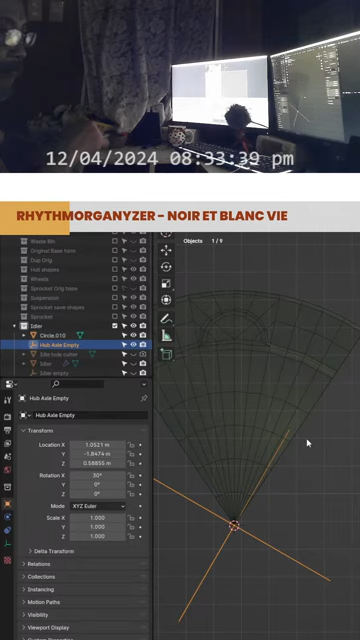 12/04/2024 08:33:39 pm
RHYTHMORGANYZER - NOIR ET BLANC VIE
Waste Bin
Objects 1 / 9
Original Base form
Dup Orig
Hat shapes
Wheels
Sprocket Orig base
Suspension
Sprocket save shapes
Sprocket
Idler
Circle.010
Hub Axle Empty
Idler hole cutter
Idler
Idler empty
Hub Axle Empty
Hub Axle Empty
Transform
Location X 1.0521 m
Y -1.8474 m
Z 0.58855 m
Rotation X 30°
Y 0°
Z 0°
Mode XYZ Euler
Scale X 1.000
Y 1.000
Z 1.000
Delta Transform
Relations
Collections
Instancing
Motion Paths
Visibility
Viewport Display